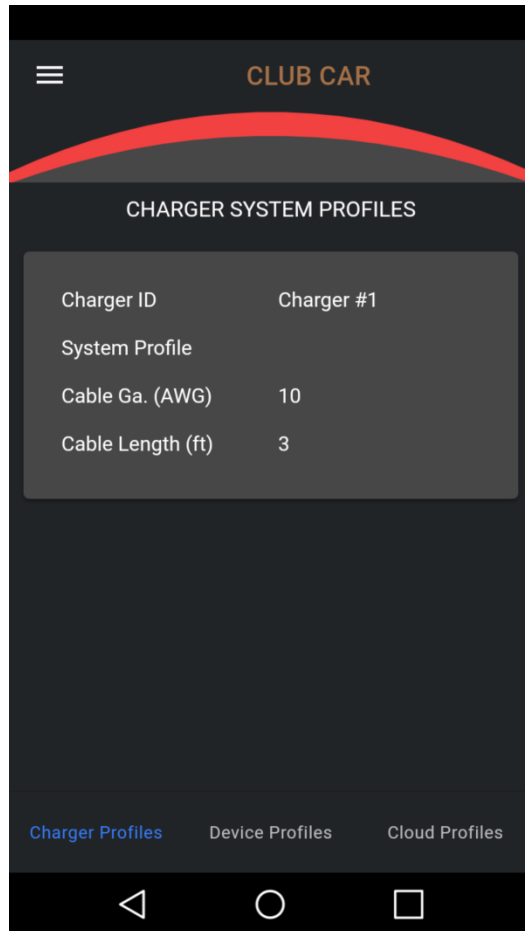 CLUB CAR
CHARGER SYSTEM PROFILES
Charger ID Charger #1
System Profile
Cable Ga. (AWG) 10
Cable Length (ft) 3
Charger Profiles Device Profiles Cloud Profiles